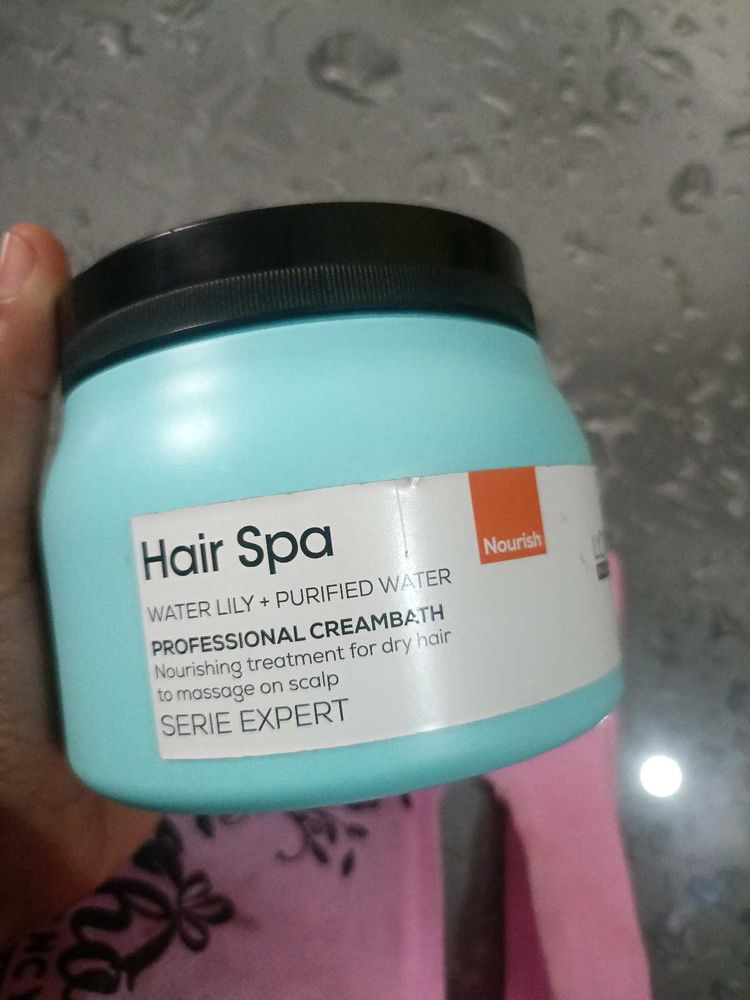 Hair Spa
WATER LILY + PURIFIED WATER
PROFESSIONAL CREAMBATH
Nourishing treatment for dry hair
to massage on scalp
SERIE EXPERT
Nourish